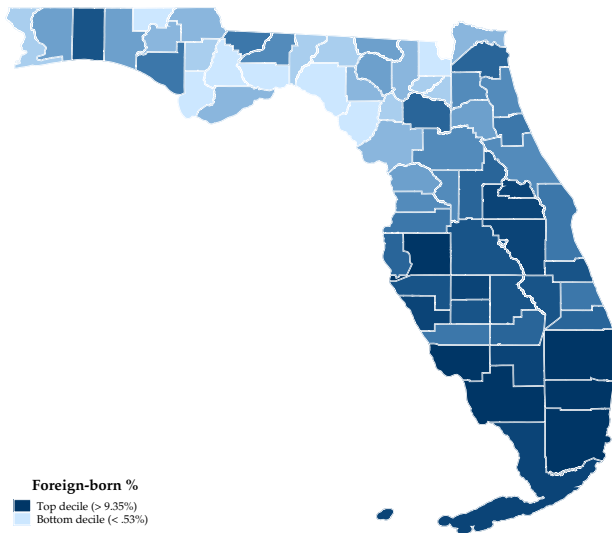 Foreign-born %
Top decile (> 9.35%)
Bottom decile (< .53%)